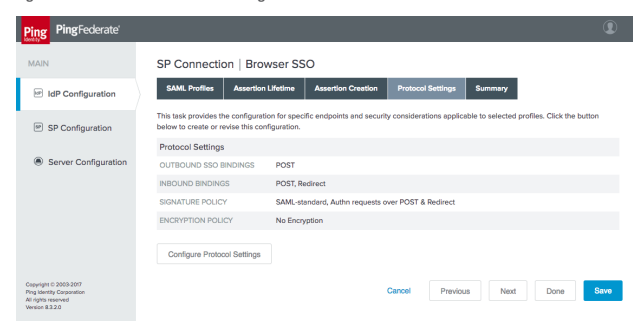 Ping
Identity
PingFederate®
MAIN
IdP IdP Configuration
SP SP Configuration
Server Configuration
Copyright © 2003-2017
Ping Identity Corporation
All rights reserved
Version 8.3.2.0
SP Connection | Browser SSO
SAML Profiles Assertion Lifetime Assertion Creation Protocol Settings Summary
This task provides the configuration for specific endpoints and security considerations applicable to selected profiles. Click the button
below to create or revise this configuration.
Protocol Settings
OUTBOUND SSO BINDINGS POST
INBOUND BINDINGS POST, Redirect
SIGNATURE POLICY SAML-standard, Authn requests over POST & Redirect
ENCRYPTION POLICY No Encryption
Configure Protocol Settings
Cancel Previous Next Done Save